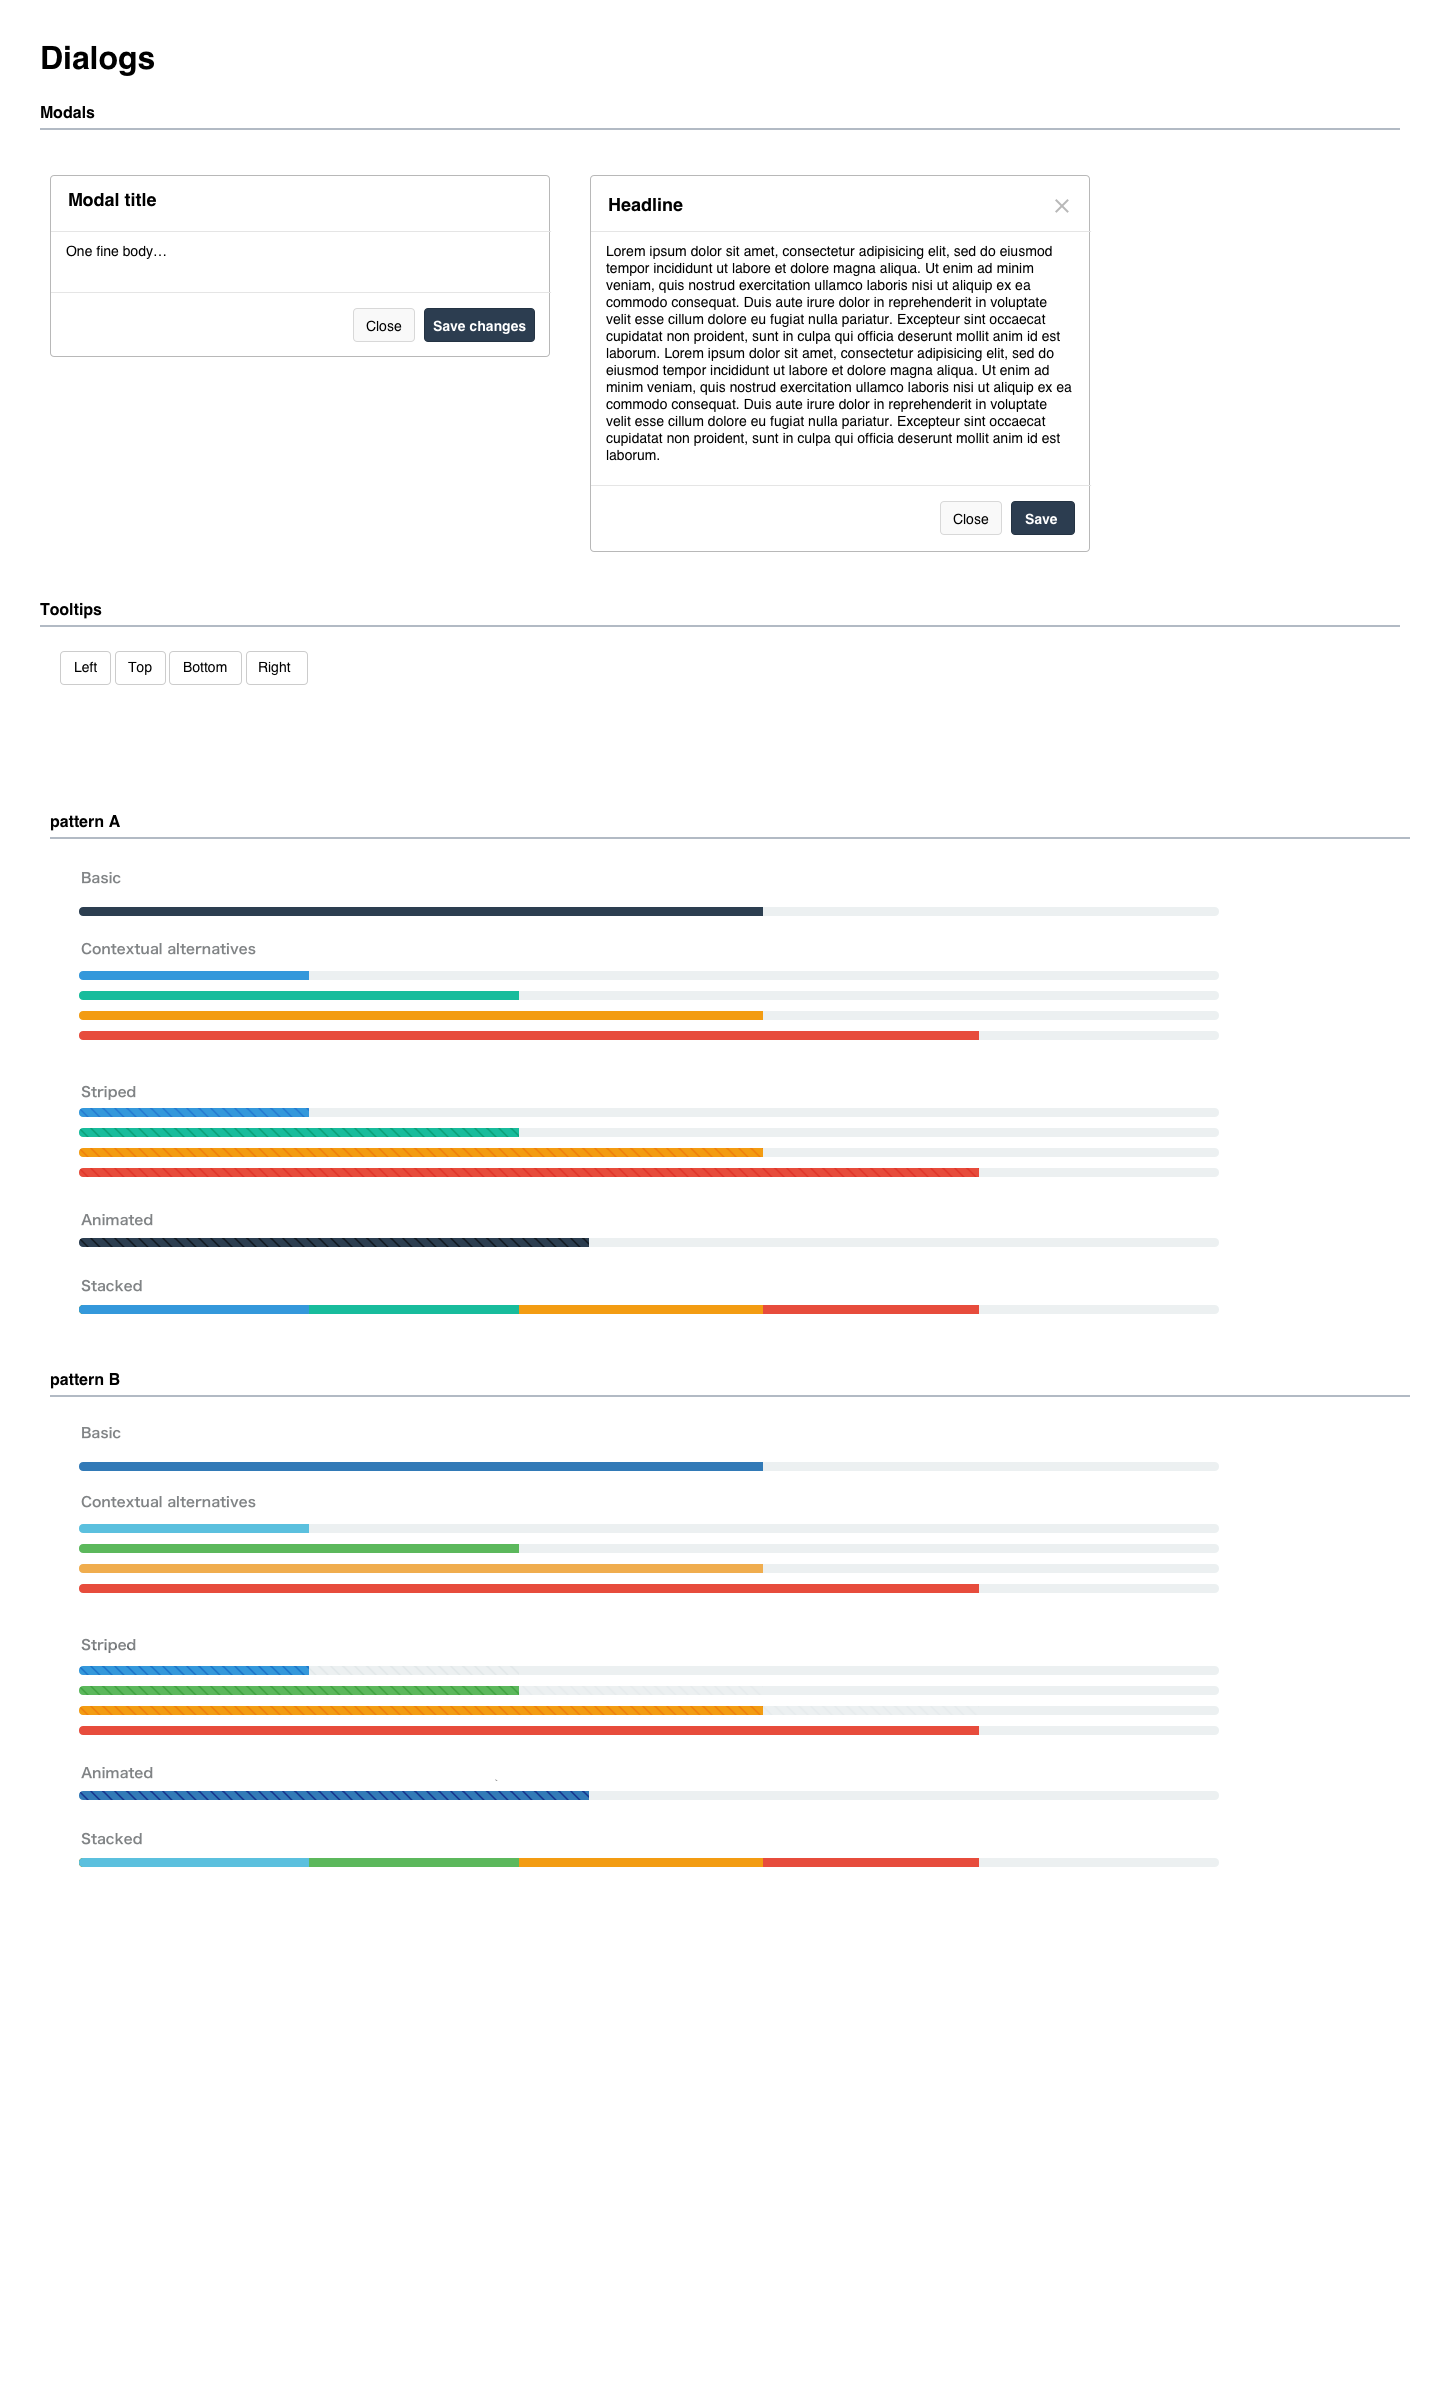 Dialogs
Modals
Modal title
One fine body…
Close
Save changes
Headline
Lorem ipsum dolor sit amet, consectetur adipisicing elit, sed do eiusmod
tempor incididunt ut labore et dolore magna aliqua. Ut enim ad minim
veniam, quis nostrud exercitation ullamco laboris nisi ut aliquip ex ea
commodo consequat. Duis aute irure dolor in reprehenderit in voluptate
velit esse cillum dolore eu fugiat nulla pariatur. Excepteur sint occaecat
cupidatat non proident, sunt in culpa qui officia deserunt mollit anim id est
laborum. Lorem ipsum dolor sit amet, consectetur adipisicing elit, sed do
eiusmod tempor incididunt ut labore et dolore magna aliqua. Ut enim ad
minim veniam, quis nostrud exercitation ullamco laboris nisi ut aliquip ex ea
commodo consequat. Duis aute irure dolor in reprehenderit in voluptate
velit esse cillum dolore eu fugiat nulla pariatur. Excepteur sint occaecat
cupidatat non proident, sunt in culpa qui officia deserunt mollit anim id est
laborum.
Close
Save
Tooltips
Left
Top
Bottom
Right
pattern A
Basic
Contextual alternatives
Striped
Animated
Stacked
pattern B
Basic
Contextual alternatives
Striped
Animated
Stacked